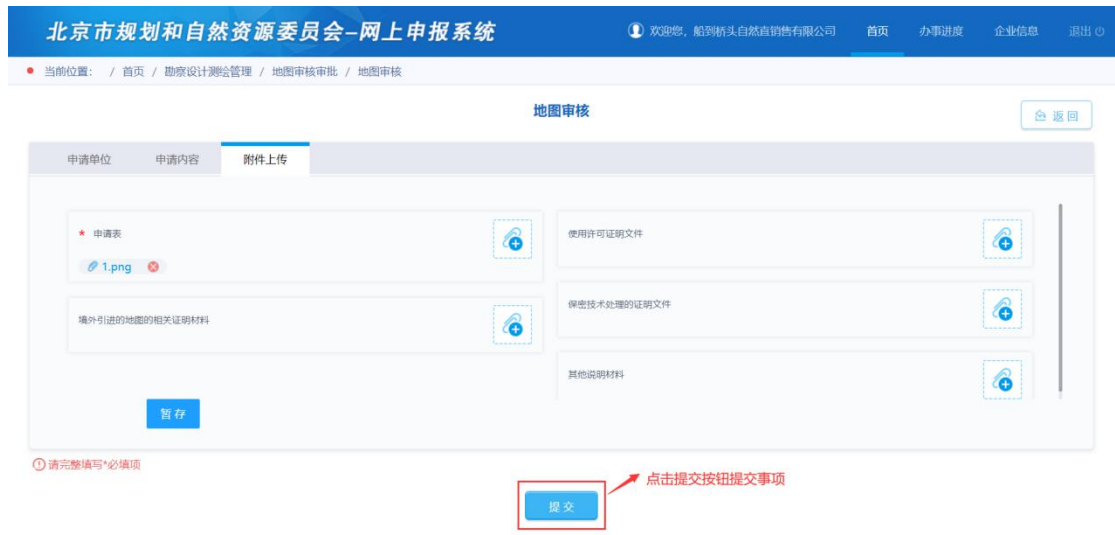 北京市规划和自然资源委员会-网上申报系统
欢迎您，船到桥头自然直销售有限公司 首页 办事进度 企业信息 退出
当前位置： / 首页 / 勘察设计测绘管理 / 地图审核审批 / 地图审核
地图审核
返回
申请单位 申请内容 附件上传
* 申请表
1.png
使用许可证明文件
境外引进的地图的相关证明材料
保密技术处理的证明文件
其他说明材料
暂存
请完整填写*必填项
点击提交按钮提交事项
提交